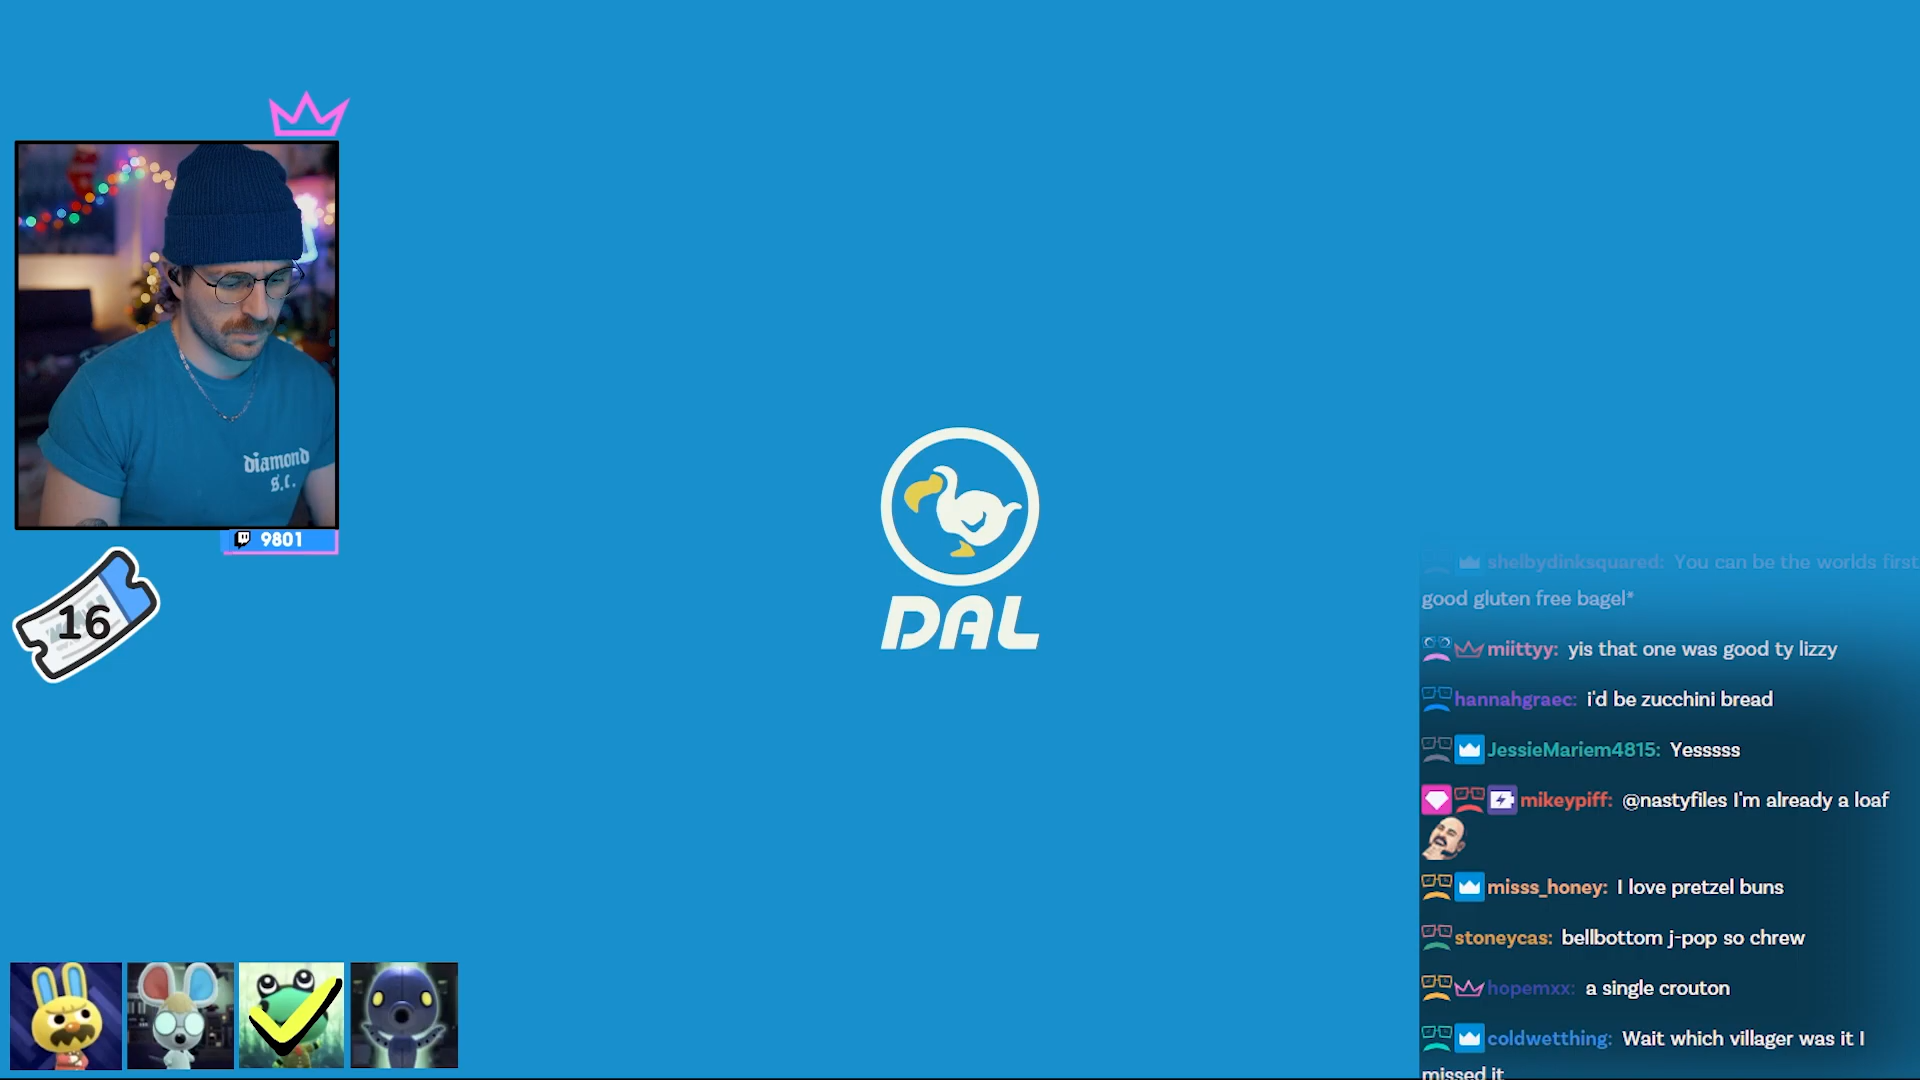 diamond
s.c.
9801
16
DAL
shelbydinksquared: You can be the worlds first
good gluten free bagel*
miittyy: yis that one was good ty lizzy
hannahgraec: i'd be zucchini bread
JessieMariem4815: Yesssss
mikeypiff: @nastyfiles I'm already a loaf
misss_honey: I love pretzel buns
stoneycas: bellbottom j-pop so chrew
hopemxx: a single crouton
coldwetthing: Wait which villager was it I
missed it